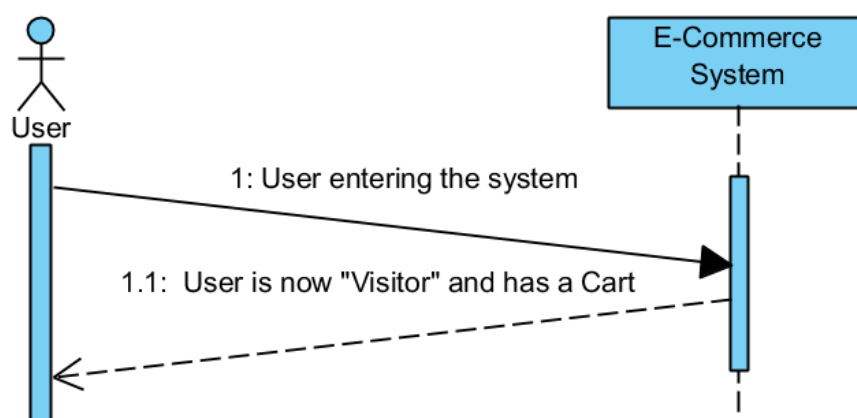 E-Commerce
System
User
1: User entering the system
1.1:  User is now "Visitor" and has a Cart